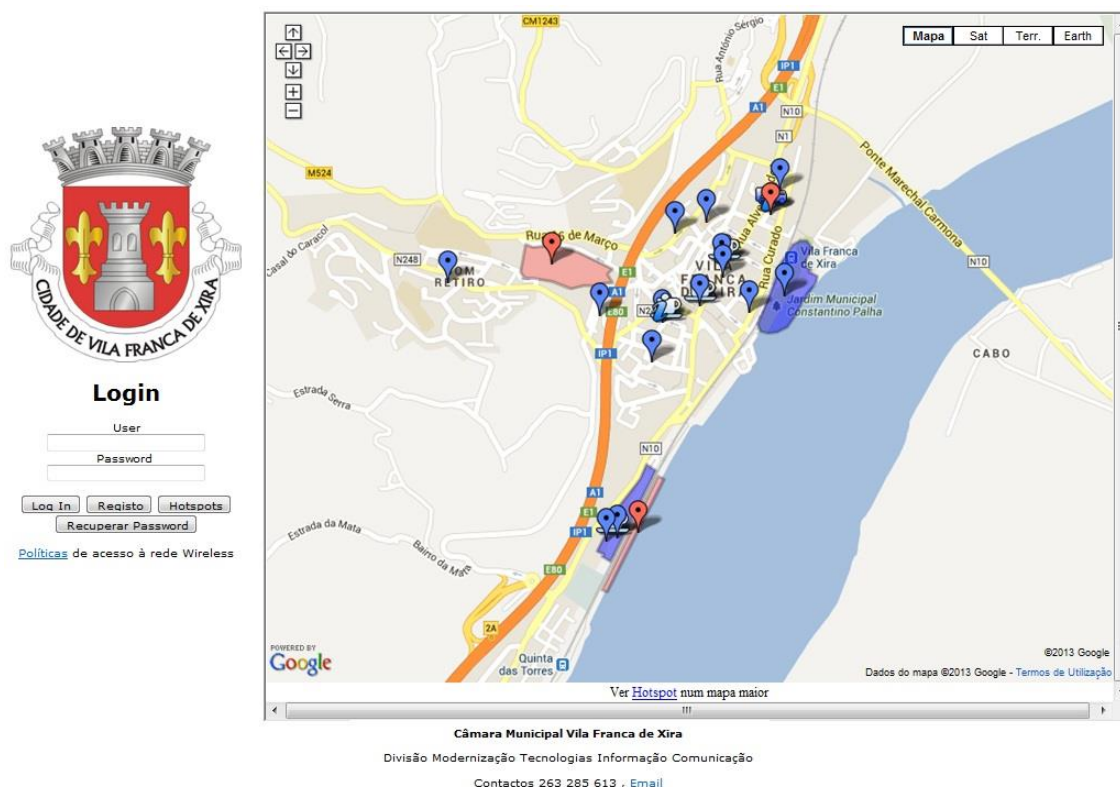 CIDADE DE VILA FRANCA DE XIRA
Login
User
Password
Log In
Registo
Hotspots
Recuperar Password
Políticas de acesso à rede Wireless
Mapa
Sat
Terr.
Earth
CM1243
Rua António Sérgio
IP1
E1
A1
N10
N1
M524
Ponte Marechal Carmona
Casal do Caracol
N248
BOM
RETIRO
Rua 26 de Março
Rua Curado
Vila Franca
de Xira
VILA
FRANCA
DE XIRA
Jardim Municipal
Constantino Palha
N10
E1
A1
E80
IP1
CABO
Estrada Serra
N10
A1
E1
IP1
Estrada da Mata
Bairro da Mata
E80
2A
Quinta
das Torres
POWERED BY
Google
©2013 Google
Dados do mapa ©2013 Google - Termos de Utilização
Ver Hotspot num mapa maior
Câmara Municipal Vila Franca de Xira
Divisão Modernização Tecnologias Informação Comunicação
Contactos 263 285 613 , Email